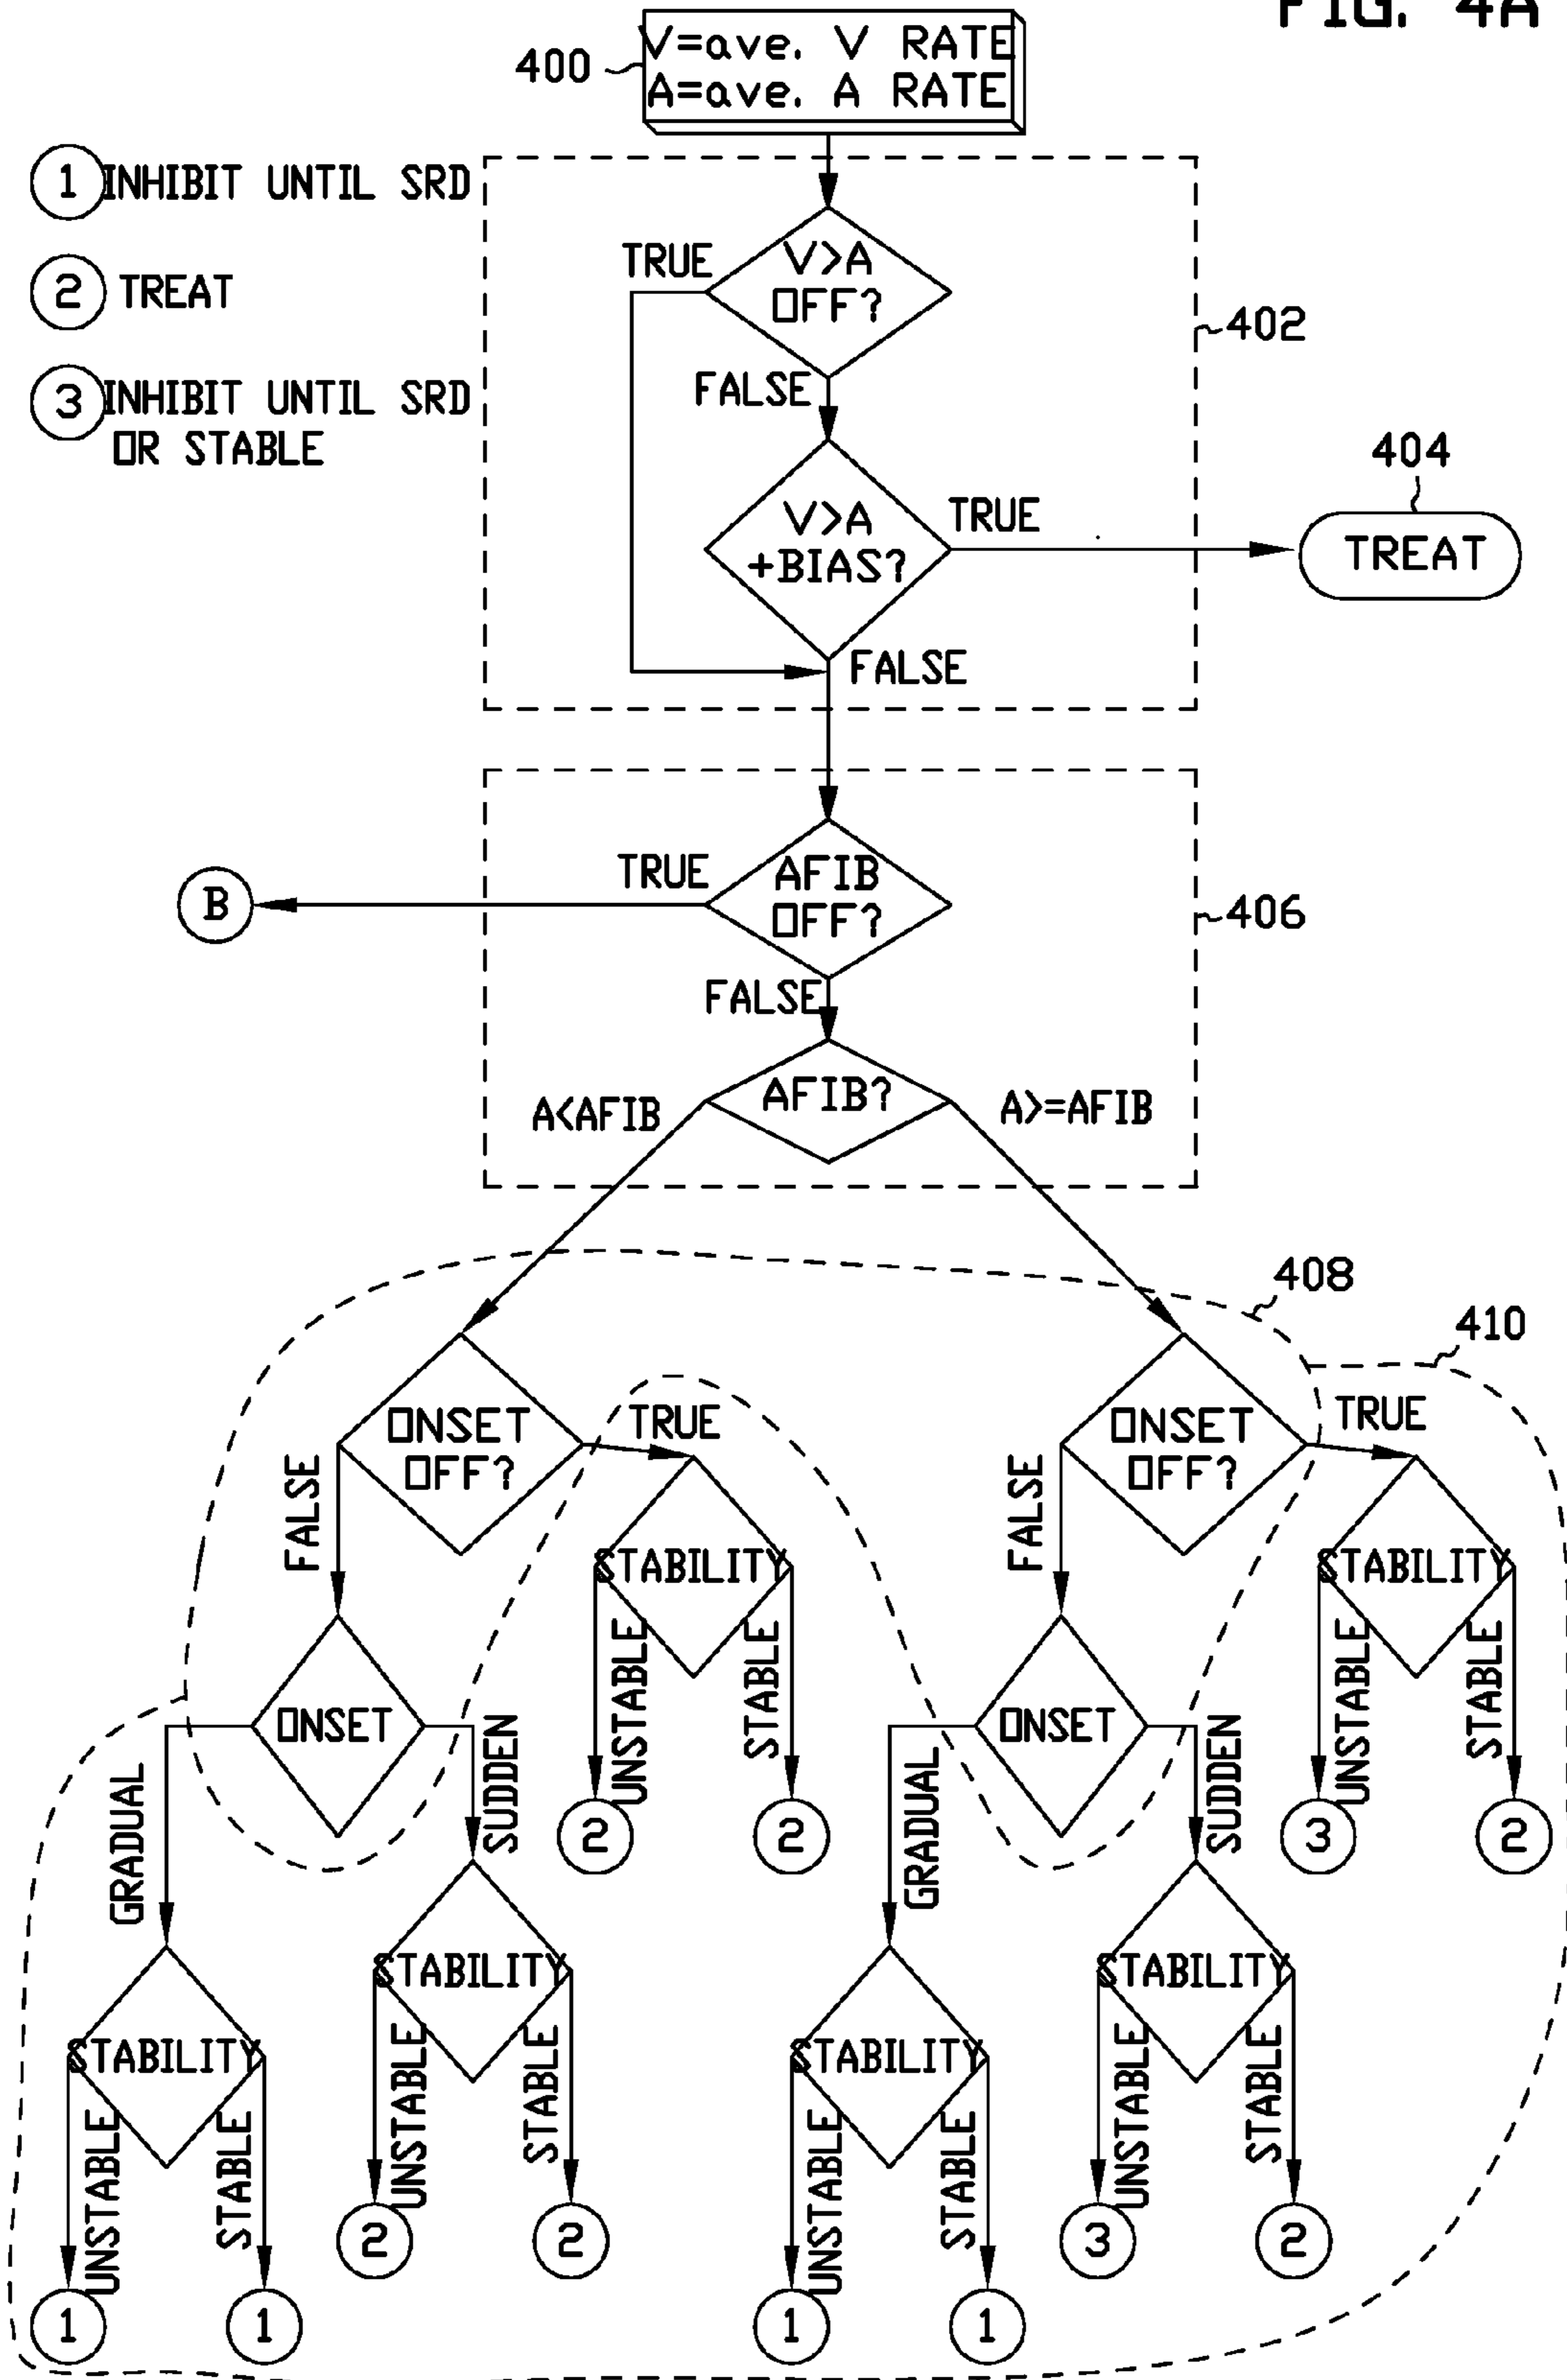 FIG. 4A
400
V=ave. V RATE
A=ave. A RATE
1 INHIBIT UNTIL SRD
2 TREAT
3 INHIBIT UNTIL SRD
OR STABLE
TRUE
V>A
OFF?
402
FALSE
404
V>A
+BIAS?
TRUE
TREAT
FALSE
B
TRUE
AFIB
OFF?
406
FALSE
A<AFIB
AFIB?
A>=AFIB
408
410
ONSET
OFF?
TRUE
ONSET
OFF?
TRUE
FALSE
STABILITY
FALSE
STABILITY
UNSTABLE
STABLE
UNSTABLE
STABLE
ONSET
ONSET
GRADUAL
SUDDEN
2
2
GRADUAL
SUDDEN
3
2
STABILITY
STABILITY
STABILITY
STABILITY
UNSTABLE
STABLE
UNSTABLE
STABLE
UNSTABLE
STABLE
UNSTABLE
STABLE
2
2
3
2
1
1
1
1